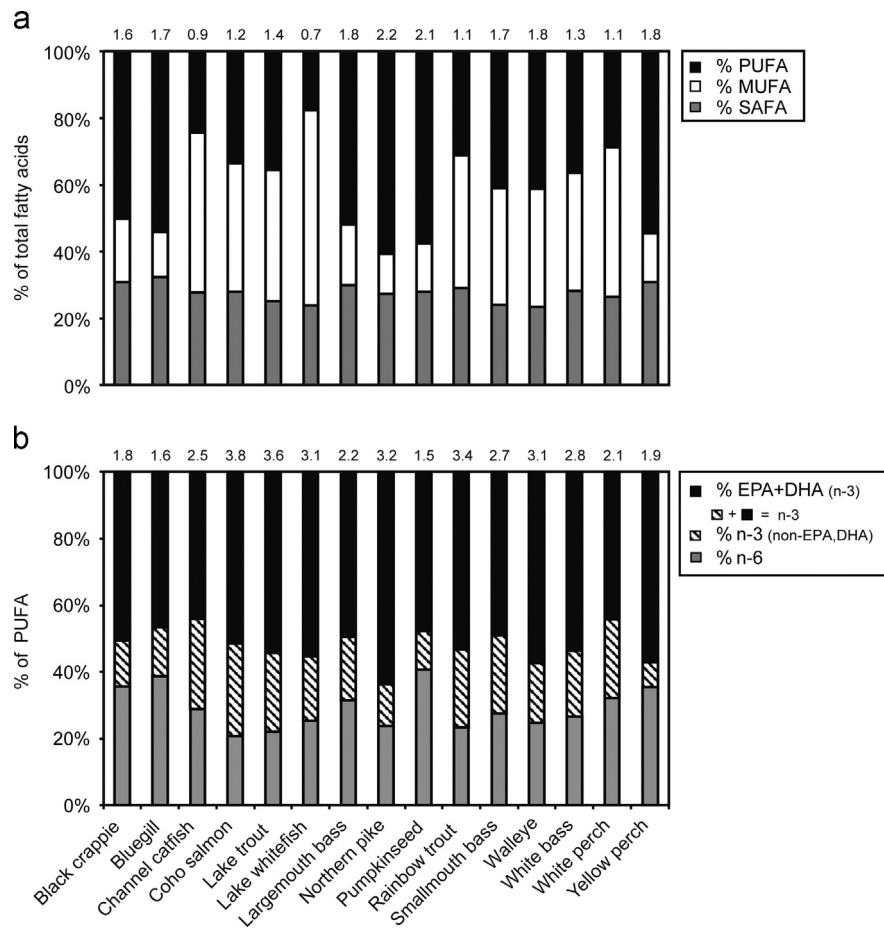 a
1.6 1.7 0.9 1.2 1.4 0.7 1.8 2.2 2.1 1.1 1.7 1.8 1.3 1.1 1.8
100%
80%
60%
40%
20%
0%
% of total fatty acids
% PUFA
% MUFA
% SAFA
b
1.8 1.6 2.5 3.8 3.6 3.1 2.2 3.2 1.5 3.4 2.7 3.1 2.8 2.1 1.9
100%
80%
60%
40%
20%
0%
% of PUFA
% EPA+DHA (n-3)
+ = n-3
% n-3 (non-EPA,DHA)
% n-6
Black crappie
Bluegill
Channel catfish
Coho salmon
Lake trout
Lake whitefish
Largemouth bass
Northern pike
Pumpkinseed
Rainbow trout
Smallmouth bass
Walleye
White bass
White perch
Yellow perch